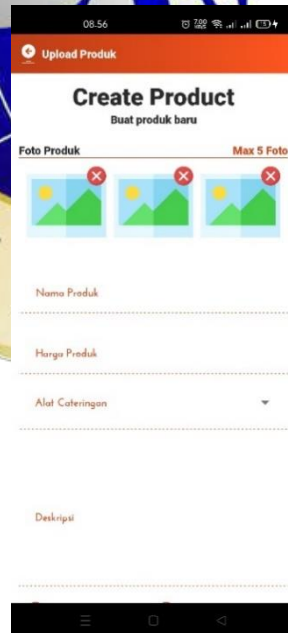 08.56
Upload Produk
Create Product
Buat produk baru
Foto Produk
Max 5 Foto
Nama Produk
Harga Produk
Alat Cateringan
Deskripsi